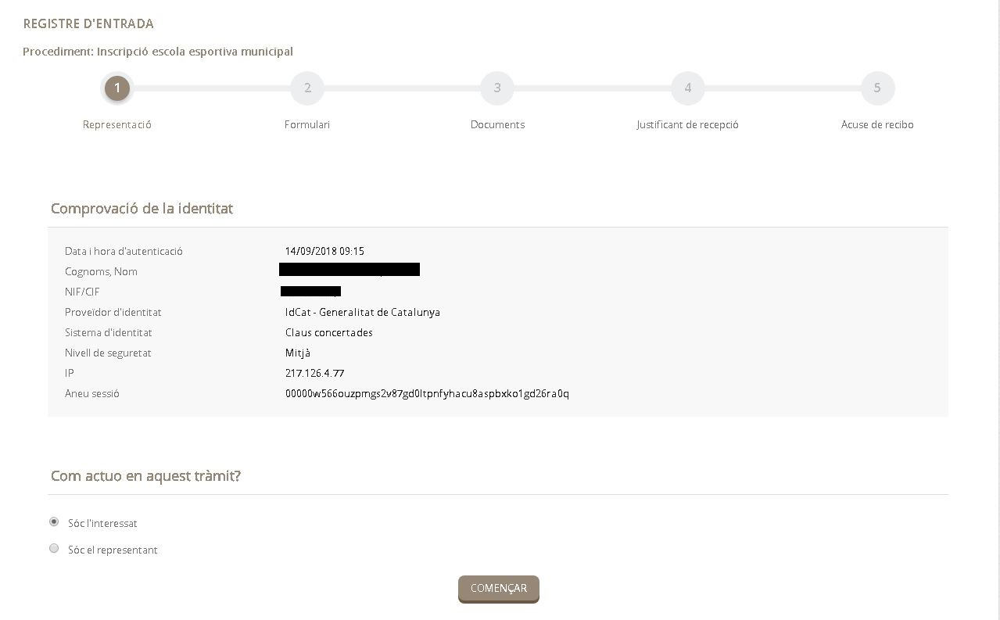 REGISTRE D'ENTRADA
Procediment: Inscripció escola esportiva municipal
1 2 3 4 5
Representació Formulari Documents Justificant de recepció Acuse de recibo
Comprovació de la identitat
Data i hora d'autenticació 14/09/2018 09:15
Cognoms, Nom
NIF/CIF
Proveïdor d'identitat IdCat - Generalitat de Catalunya
Sistema d'identitat Claus concertades
Nivell de seguretat Mitjà
IP 217.126.4.77
Aneu sessió 00000w566ouzpmgs2v87gd0ltpnfyhacu8aspbxko1gd26ra0q
Com actuo en aquest tràmit?
Sóc l'interessat
Sóc el representant
COMENÇAR